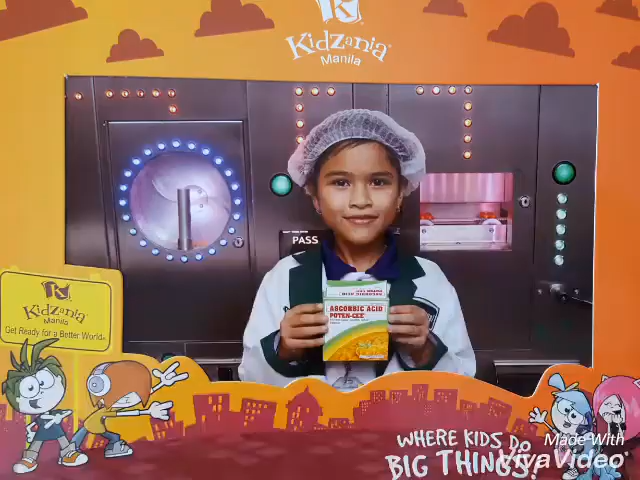 KidZania
Manila
PASS
KidZania
Manila
Get Ready for a Better World
ASCORBIC ACID
POTEN-CEE
WHERE KIDS DO
BIG THINGS!
Made With
VivaVideo